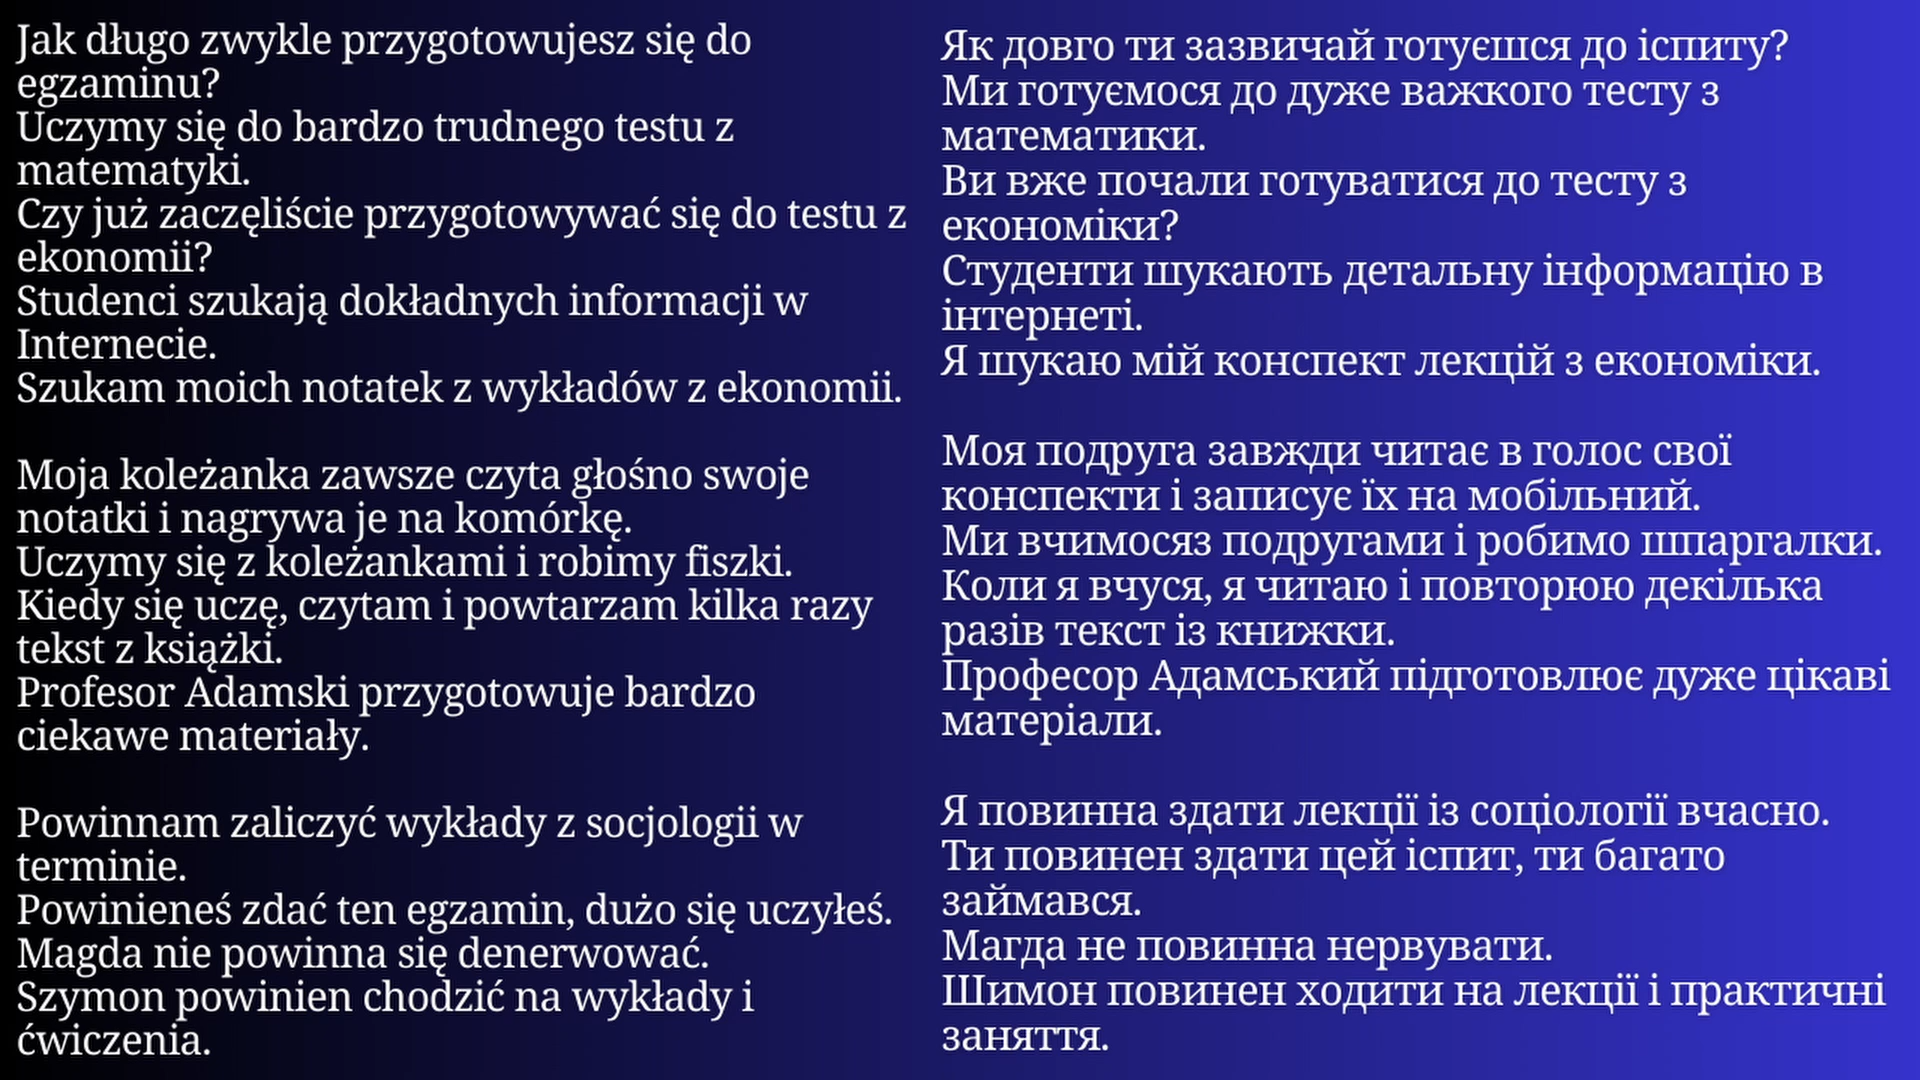 Jak długo zwykle przygotowujesz się do
egzaminu?
Uczymy się do bardzo trudnego testu z
matematyki.
Czy już zaczęliście przygotowywać się do testu z
ekonomii?
Studenci szukają dokładnych informacji w
Internecie.
Szukam moich notatek z wykładów z ekonomii.
Moja koleżanka zawsze czyta głośno swoje
notatki i nagrywa je na komórkę.
Uczymy się z koleżankami i robimy fiszki.
Kiedy się uczę, czytam i powtarzam kilka razy
tekst z książki.
Profesor Adamski przygotowuje bardzo
ciekawe materiały.
Powinnam zaliczyć wykłady z socjologii w
terminie.
Powinieneś zdać ten egzamin, dużo się uczyłeś.
Magda nie powinna się denerwować.
Szymon powinien chodzić na wykłady i
ćwiczenia.
Як довго ти зазвичай готуєшся до іспиту?
Ми готуємося до дуже важкого тесту з
математики.
Ви вже почали готуватися до тесту з
економіки?
Студенти шукають детальну інформацію в
інтернеті.
Я шукаю мій конспект лекцій з економіки.
Моя подруга завжди читає в голос свої
конспекти і записує їх на мобільний.
Ми вчимосяз подругами і робимо шпаргалки.
Коли я вчуся, я читаю і повторюю декілька
разів текст із книжки.
Професор Адамський підготовлює дуже цікаві
матеріали.
Я повинна здати лекції із соціології вчасно.
Ти повинен здати цей іспит, ти багато
займався.
Магда не повинна нервувати.
Шимон повинен ходити на лекції і практичні
заняття.